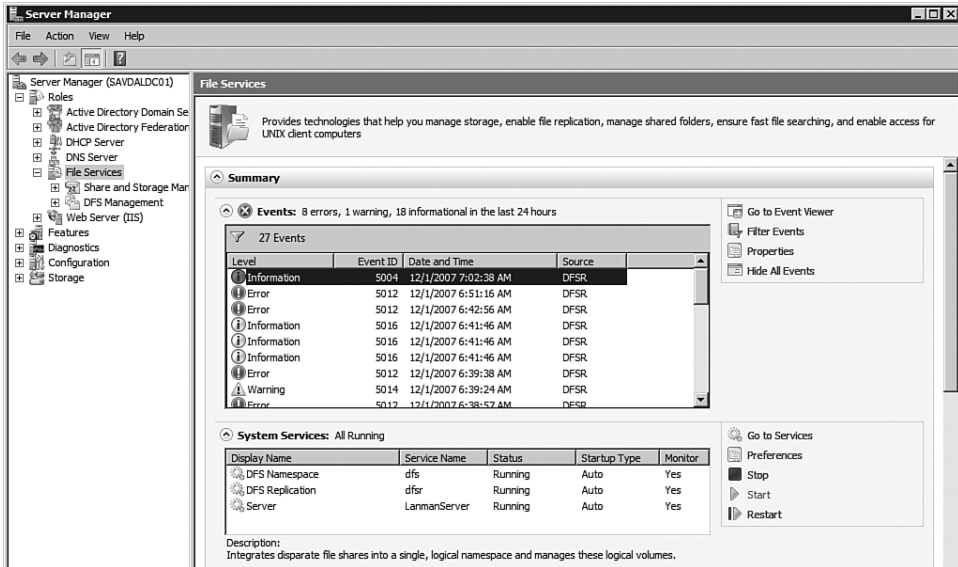 Server Manager
File Action View Help
Server Manager (SAVDALDC01)
Roles
Active Directory Domain Se
Active Directory Federation
DHCP Server
DNS Server
File Services
Share and Storage Man
DFS Management
Web Server (IIS)
Features
Diagnostics
Configuration
Storage
File Services
Provides technologies that help you manage storage, enable file replication, manage shared folders, ensure fast file searching, and enable access for
UNIX client computers
Summary
Events: 8 errors, 1 warning, 18 informational in the last 24 hours
27 Events
Level Event ID Date and Time Source
Information 5004 12/1/2007 7:02:38 AM DFSR
Error 5012 12/1/2007 6:51:16 AM DFSR
Error 5012 12/1/2007 6:42:56 AM DFSR
Information 5016 12/1/2007 6:41:46 AM DFSR
Information 5016 12/1/2007 6:41:46 AM DFSR
Information 5016 12/1/2007 6:41:46 AM DFSR
Error 5012 12/1/2007 6:39:38 AM DFSR
Warning 5014 12/1/2007 6:39:24 AM DFSR
Error 5012 12/1/2007 6:38:57 AM DFSR
Go to Event Viewer
Filter Events
Properties
Hide All Events
System Services: All Running
Display Name Service Name Status Startup Type Monitor
DFS Namespace dfs Running Auto Yes
DFS Replication dfsr Running Auto Yes
Server LanmanServer Running Auto Yes
Description:
Integrates disparate file shares into a single, logical namespace and manages these logical volumes.
Go to Services
Preferences
Stop
Start
Restart